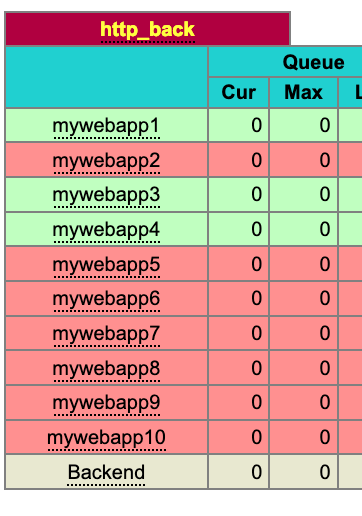 http_back
Queue
Cur Max L
mywebapp1 0 0
mywebapp2 0 0
mywebapp3 0 0
mywebapp4 0 0
mywebapp5 0 0
mywebapp6 0 0
mywebapp7 0 0
mywebapp8 0 0
mywebapp9 0 0
mywebapp10 0 0
Backend 0 0